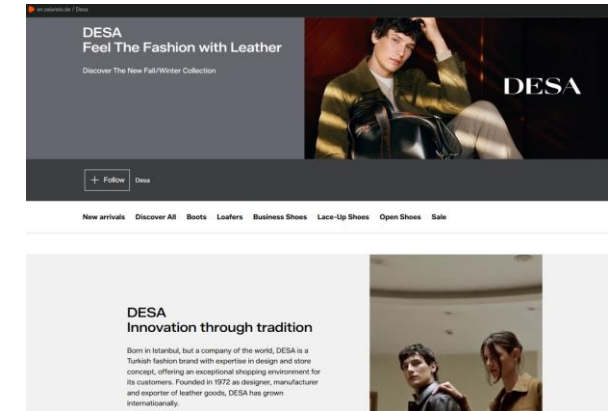 en.zalando.de / Desa
DESA
Feel The Fashion with Leather
Discover The New Fall/Winter Collection
DESA
+ Follow
Desa
New arrivals Discover All Boots Loafers Business Shoes Lace-Up Shoes Open Shoes Sale
DESA
Innovation through tradition
Born in Istanbul, but a company of the world, DESA is a
Turkish fashion brand with expertise in design and store
concept, offering an exceptional shopping environment for
its customers. Founded in 1972 as designer, manufacturer
and exporter of leather goods, DESA has grown
internatioanally.